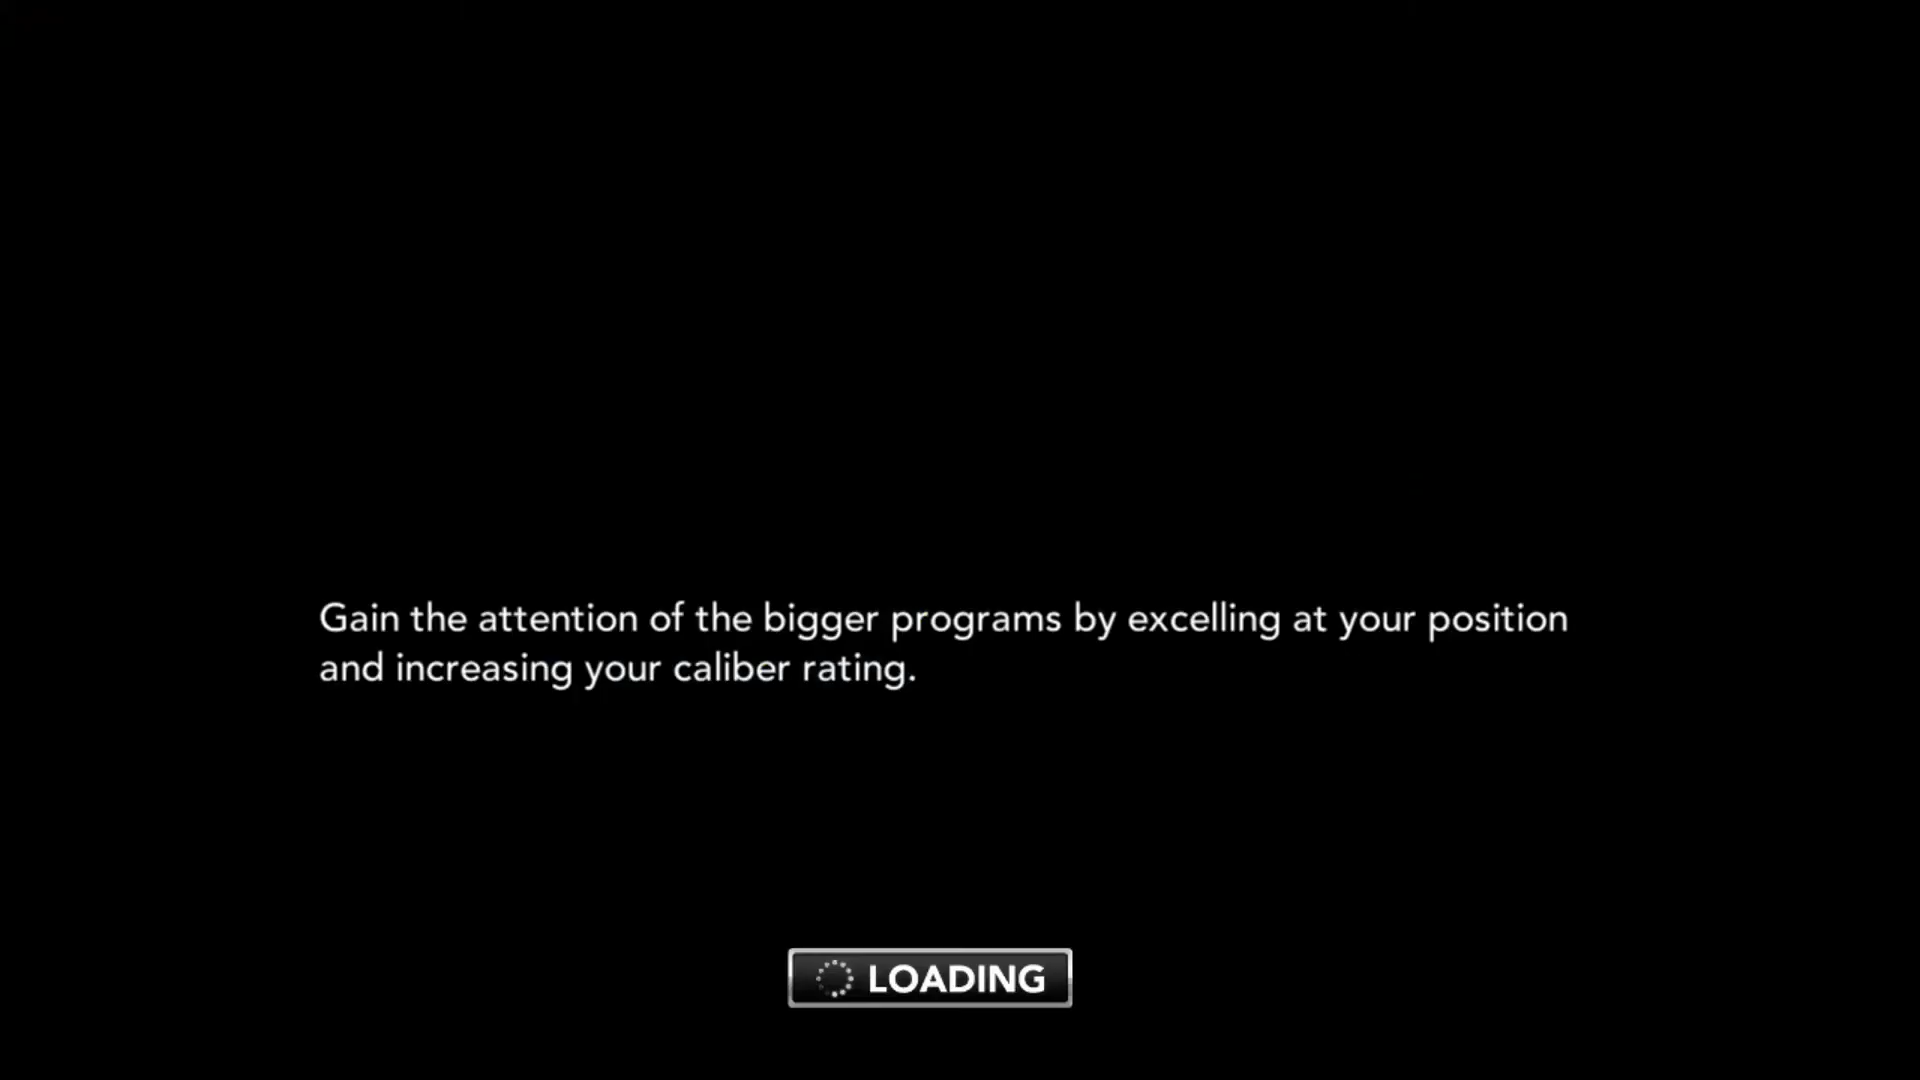 Gain the attention of the bigger programs by excelling at your position
and increasing your caliber rating.
LOADING